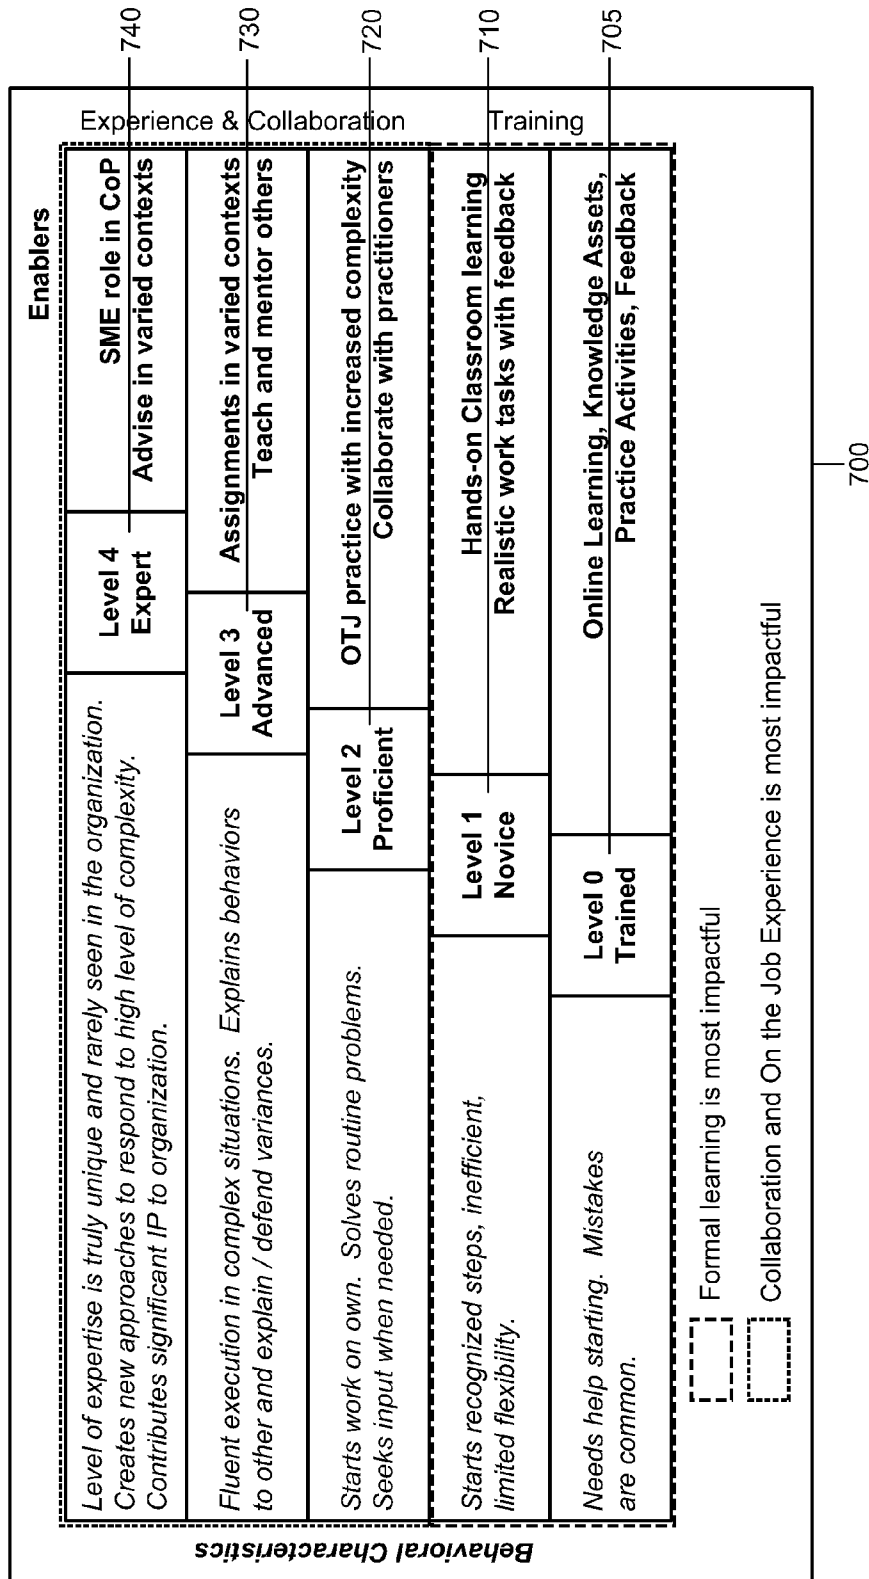 Enablers
Level of expertise is truly unique and rarely seen in the organization.
Creates new approaches to respond to high level of complexity.
Contributes significant IP to organization.
Level 4
Expert
SME role in CoP
Advise in varied contexts
740
Fluent execution in complex situations. Explains behaviors
to other and explain / defend variances.
Level 3
Advanced
Assignments in varied contexts
Teach and mentor others
730
Starts work on own. Solves routine problems.
Seeks input when needed.
Level 2
Proficient
OTJ practice with increased complexity
Collaborate with practitioners
720
Starts recognized steps, inefficient,
limited flexibility.
Level 1
Novice
Hands-on Classroom learning
Realistic work tasks with feedback
710
Needs help starting. Mistakes
are common.
Level 0
Trained
Online Learning, Knowledge Assets,
Practice Activities, Feedback
705
Behavioral Characteristics
Experience & Collaboration
Training
Formal learning is most impactful
Collaboration and On the Job Experience is most impactful
700